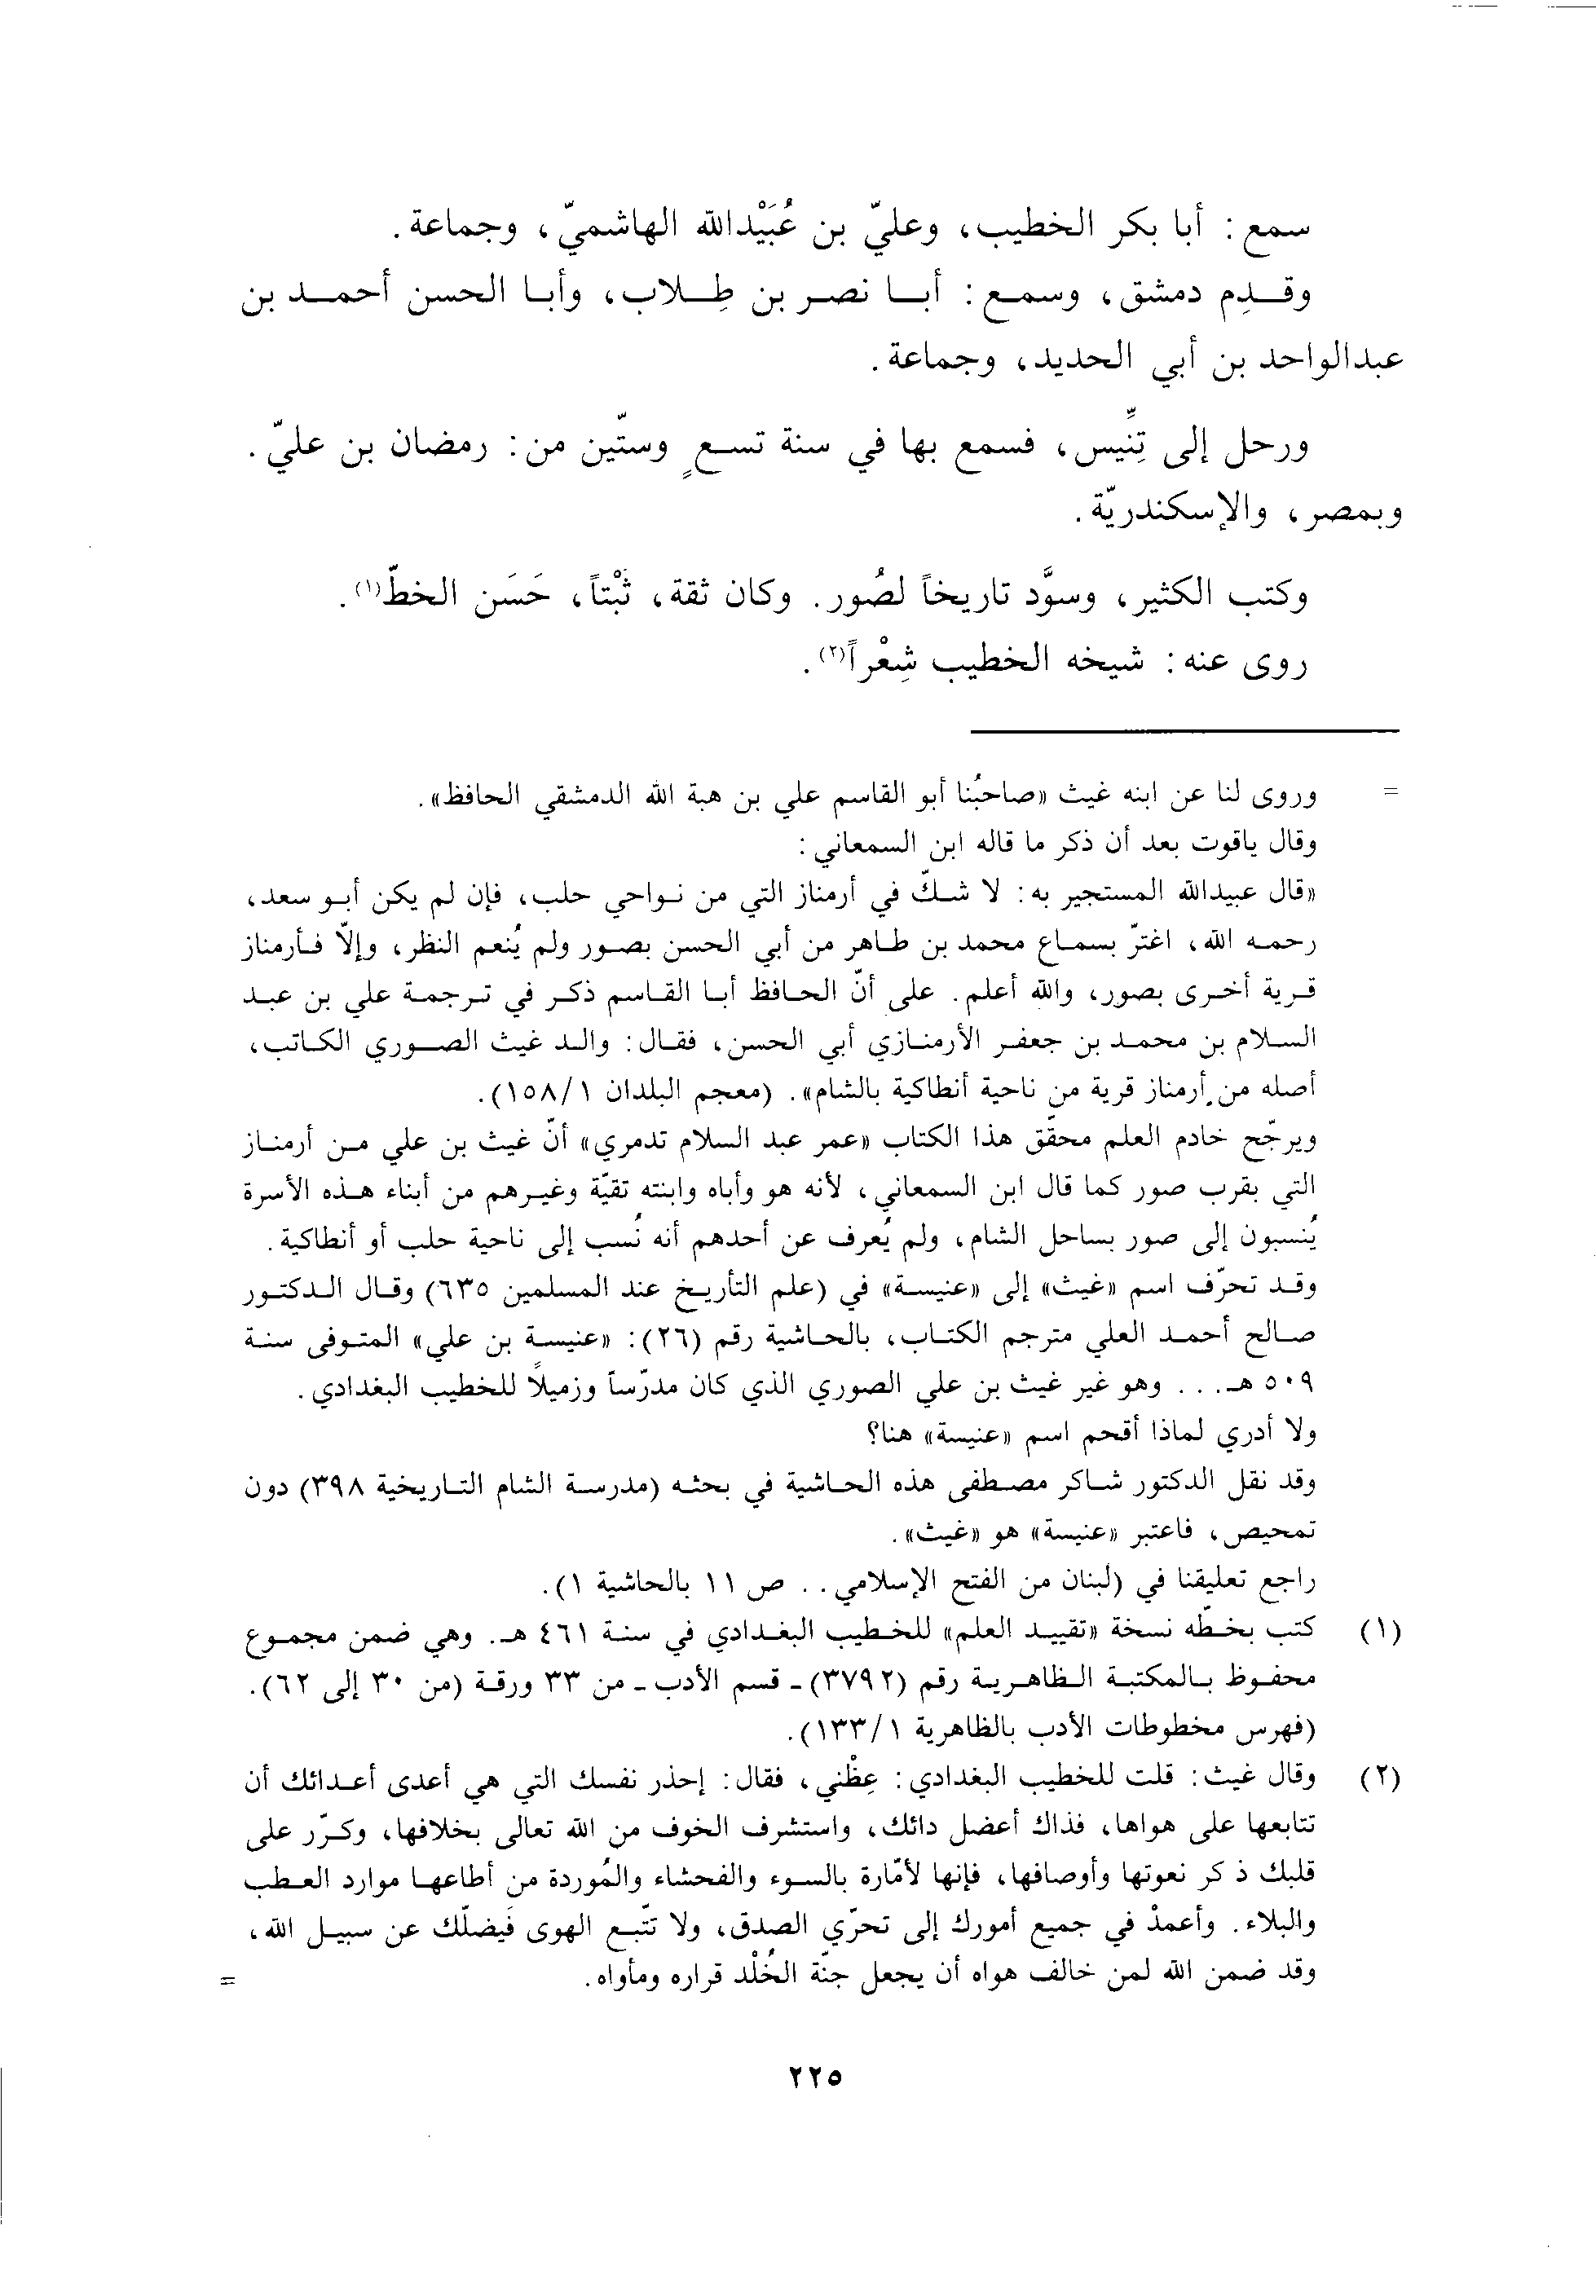 سمع: أبا بكر الخطيب، وعليّ بن عُبَيْدالله الهاشميّ، وجماعة.
وقدِم دمشق، وسمع: أبا نصر بن طِلاب، وأبا الحسن أحمد بن
عبدالواحد بن أبي الحديد، وجماعة.
ورحل إلى تِنِّيس، فسمع بها في سنة تسعٍ وستّين من: رمضان بن عليّ.
وبمصر، والإسكندريّة.
وكتب الكثير، وسوَّد تاريخاً لصُور. وكان ثقة، ثَبْتاً، حَسَن الخطّ(١).
روى عنه: شيخه الخطيب شِعْراً(٢).
= وروى لنا عن ابنه غيث «صاحبُنا أبو القاسم علي بن هبة الله الدمشقي الحافظ».
وقال ياقوت بعد أن ذكر ما قاله ابن السمعاني:
«قال عبيدالله المستجير به: لا شكّ في أرمناز التي من نواحي حلب، فإن لم يكن أبو سعد،
رحمه الله، اغترّ بسماع محمد بن طاهر من أبي الحسن بصور ولم يُنعم النظر، وإلّا فأرمناز
قرية أخرى بصور، والله أعلم. على أنّ الحافظ أبا القاسم ذكر في ترجمة علي بن عبد
السلام بن محمد بن جعفر الأرمنازي أبي الحسن، فقال: والد غيث الصوري الكاتب،
أصله من أرمناز قرية من ناحية أنطاكية بالشام». (معجم البلدان ١/١٥٨).
ويرجّح خادم العلم محقّق هذا الكتاب «عمر عبد السلام تدمري» أنّ غيث بن علي من أرمناز
التي بقرب صور كما قال ابن السمعاني، لأنه هو وأباه وابنته تقيّة وغيرهم من أبناء هذه الأسرة
يُنسبون إلى صور بساحل الشام، ولم يُعرف عن أحدهم أنه نُسب إلى ناحية حلب أو أنطاكية.
وقد تحرّف اسم «غيث» إلى «عنيسة» في (علم التأريخ عند المسلمين ٦٣٥) وقال الدكتور
صالح أحمد العلي مترجم الكتاب، بالحاشية رقم (٢٦): «عنيسة بن علي» المتوفى سنة
٥٠٩ هـ... وهو غير غيث بن علي الصوري الذي كان مدرّساً وزميلاً للخطيب البغدادي.
ولا أدري لماذا أقحم اسم «عنيسة» هنا؟
وقد نقل الدكتور شاكر مصطفى هذه الحاشية في بحثه (مدرسة الشام التاريخية ٣٩٨) دون
تمحيص، فاعتبر «عنيسة» هو «غيث».
راجع تعليقنا في (لبنان من الفتح الإسلامي.. ص ١١ بالحاشية ١).
(١) كتب بخطّه نسخة «تقييد العلم» للخطيب البغدادي في سنة ٤٦١ هـ. وهي ضمن مجموع
محفوظ بالمكتبة الظاهرية رقم (٣٧٩٢) ـ قسم الأدب ـ من ٣٣ ورقة (من ٣٠ إلى ٦٢).
(فهرس مخطوطات الأدب بالظاهرية ١/١٣٣).
(٢) وقال غيث: قلت للخطيب البغدادي: عِظْني، فقال: إحذر نفسك التي هي أعدى أعدائك أن
تتابعها على هواها، فذاك أعضل دائك، واستشرف الخوف من الله تعالى بخلافها، وكرّر على
قلبك ذكر نعوتها وأوصافها، فإنها لأمّارة بالسوء والفحشاء والمُوردة من أطاعها موارد العطب
والبلاء. وأعمدْ في جميع أمورك إلى تحرّي الصدق، ولا تتّبع الهوى فَيضلّك عن سبيل الله،
وقد ضمن الله لمن خالف هواه أن يجعل جنّة الخُلْد قراره ومأواه. =
٢٢٥